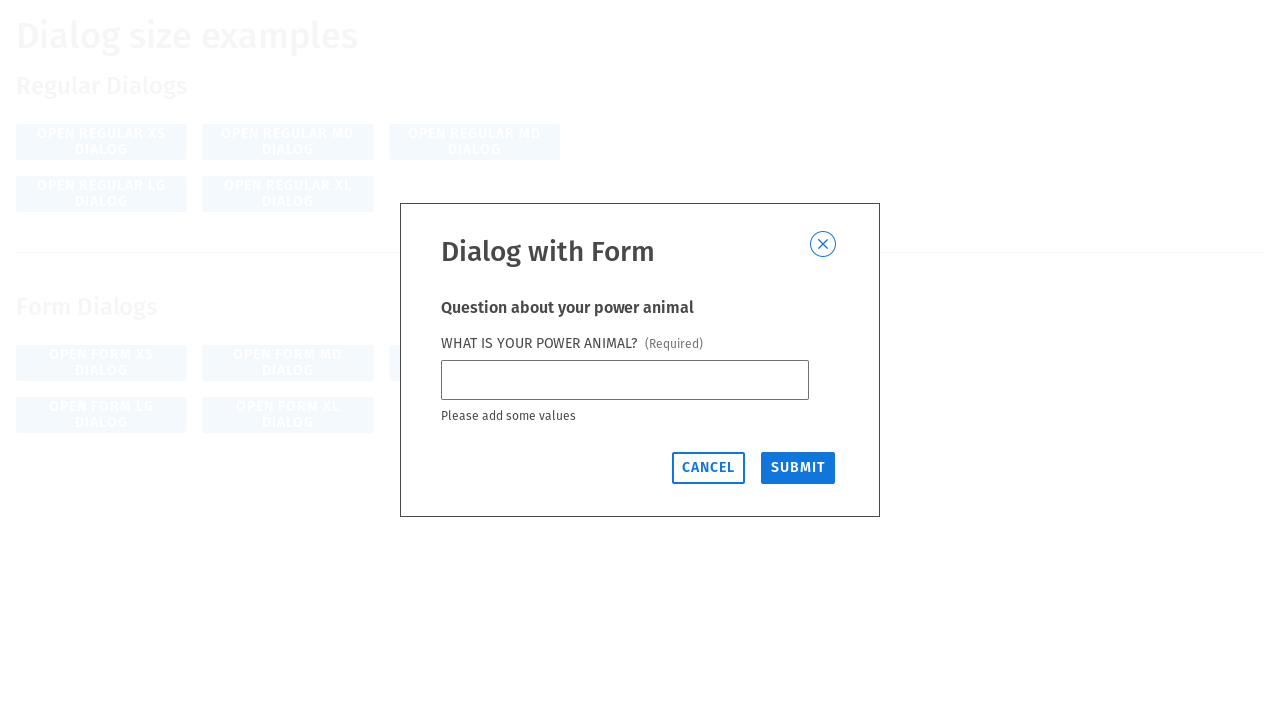 Dialog size examples
Regular Dialogs
OPEN REGULAR XS
DIALOG
OPEN REGULAR MD
DIALOG
OPEN REGULAR MD
DIALOG
OPEN REGULAR LG
DIALOG
OPEN REGULAR XL
DIALOG
Form Dialogs
OPEN FORM XS
DIALOG
OPEN FORM MD
DIALOG
OPEN FORM LG
DIALOG
OPEN FORM XL
DIALOG
Dialog with Form
Question about your power animal
WHAT IS YOUR POWER ANIMAL? (Required)
Please add some values
CANCEL
SUBMIT